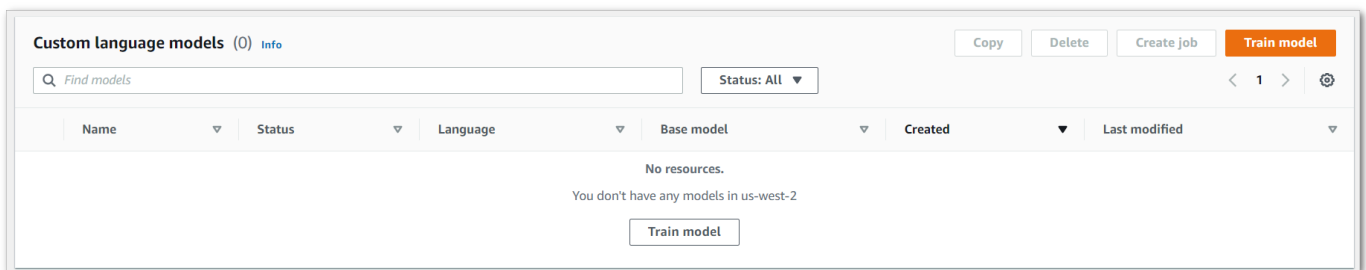 Custom language models (0) Info Copy Delete Create job Train model
Find models Status: All 1
Name Status Language Base model Created Last modified
No resources.
You don't have any models in us-west-2
Train model